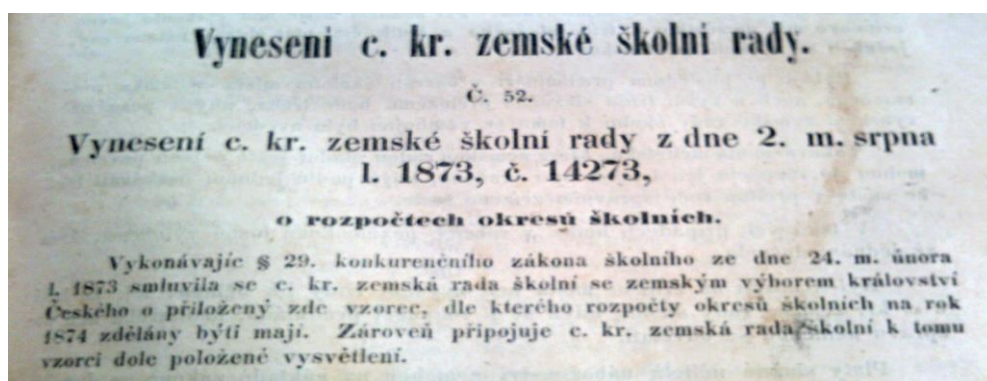 Vynesení c. kr. zemské školní rady.
Č. 52.
Vynesení c. kr. zemské školní rady z dne 2. m. srpna
l. 1873, č. 14273,
o rozpočtech okresů školních.
Vykonávajíc § 29. konkurenčního zákona školního ze dne 24. m. února
l. 1873 smluvila se c. kr. zemská rada školní se zemským výborem království
Českého o přiložený zde vzorec, dle kterého rozpočty okresů školních na rok
1874 zdělány býti mají. Zároveň připojuje c. kr. zemská rada školní k tomu
vzorci dole položené vysvětlení.